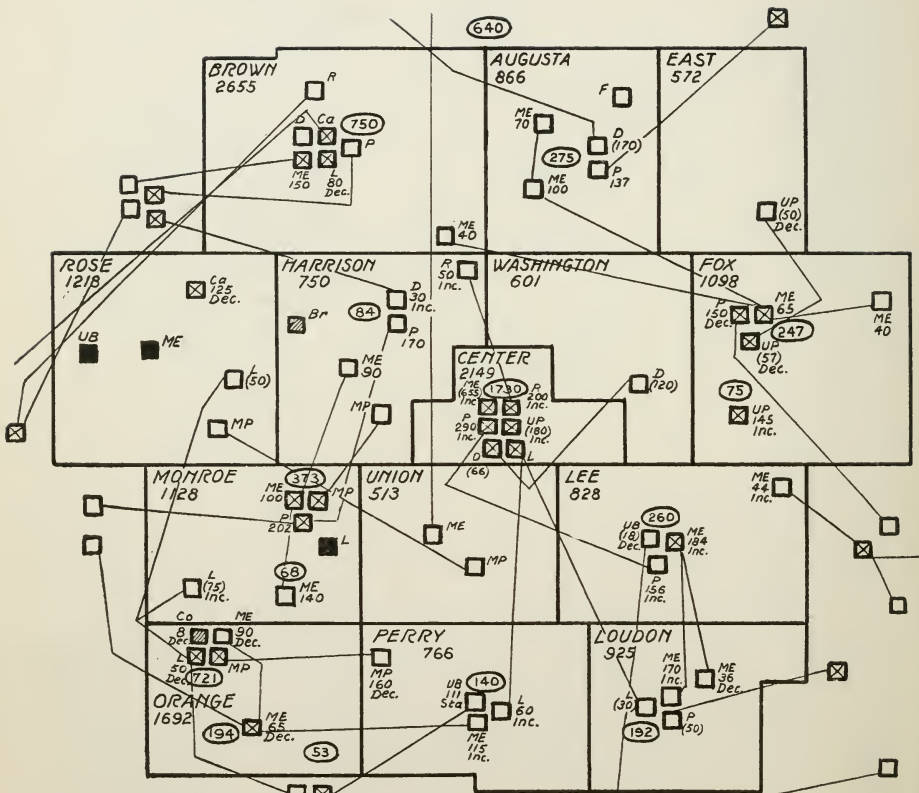 640
BROWN
2655
R
D
Ca
750
P
ME
150
L
80
Dec.
ME
40
AUGUSTA
866
F
ME
70
D
(170)
275
P
137
ME
100
EAST
572
UP
(50)
Dec.
ROSE
1218
Ca
125
Dec.
UB
ME
L
(50)
MP
HARRISON
750
R
50
Inc.
D
30
Inc.
84
Br
P
170
ME
90
MP
WASHINGTON
601
D
(120)
CENTER
2149
ME
(655)
Inc.
1730
P
200
Inc.
P
290
Inc.
UP
(180)
Inc.
D
(66)
L
FOX
1098
P
150
Dec.
ME
65
247
UP
(57)
Dec.
ME
40
75
UP
145
Inc.
MONROE
1128
373
ME
100
MP
P
202
L
68
ME
140
L
(75)
Inc.
UNION
513
ME
MP
LEE
828
ME
44
Inc.
260
UB
(18)
Dec.
ME
184
Inc.
P
156
Inc.
Co
8
Dec.
ME
90
Dec.
L
50
Dec.
MP
721
ORANGE
1692
194
ME
65
Dec.
53
PERRY
766
MP
160
Dec.
UB
111
Sta
140
L
60
Inc.
ME
115
Inc.
LOUDON
925
ME
170
Inc.
ME
36
Dec.
L
(30)
192
P
(50)